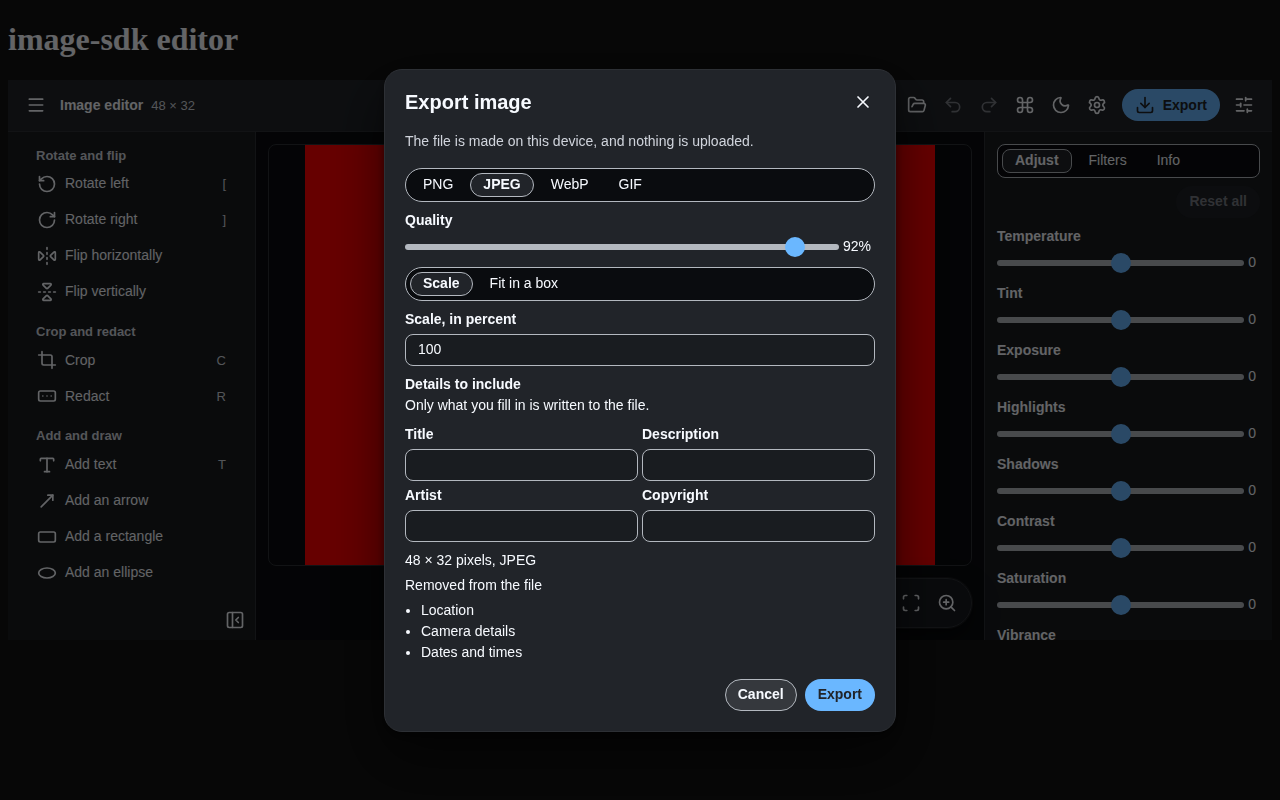 image-sdk editor
Image editor 48 × 32
Export
Rotate and flip
Rotate left [
Rotate right ]
Flip horizontally
Flip vertically
Crop and redact
Crop C
Redact R
Add and draw
Add text T
Add an arrow
Add a rectangle
Add an ellipse
Export image
The file is made on this device, and nothing is uploaded.
PNG JPEG WebP GIF
Quality
92%
Scale Fit in a box
Scale, in percent
100
Details to include
Only what you fill in is written to the file.
Title Description
Artist Copyright
48 × 32 pixels, JPEG
Removed from the file
• Location
• Camera details
• Dates and times
Cancel Export
Adjust Filters Info
Reset all
Temperature
0
Tint
0
Exposure
0
Highlights
0
Shadows
0
Contrast
0
Saturation
0
Vibrance